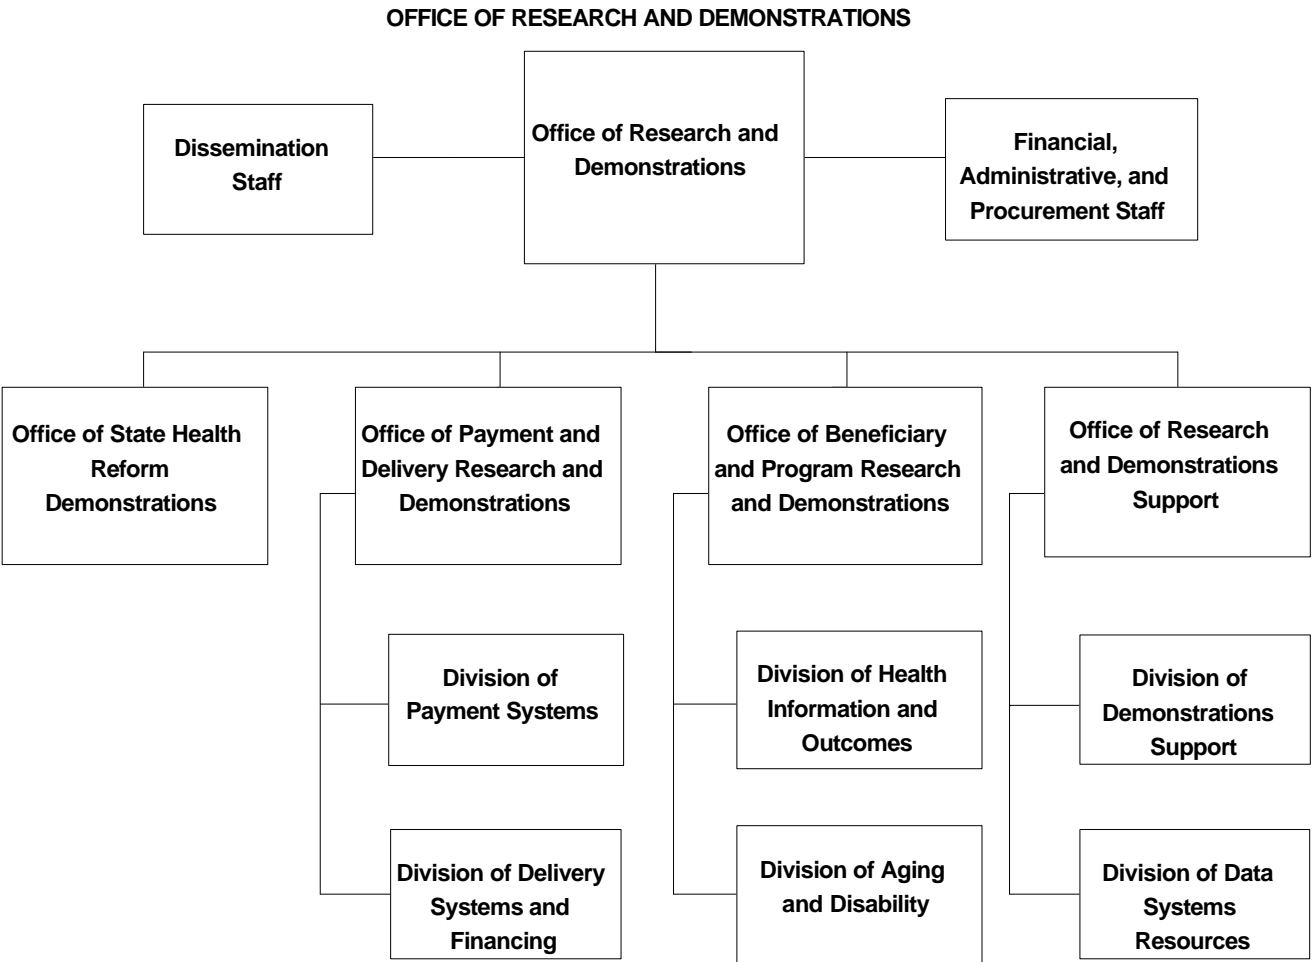 OFFICE OF RESEARCH AND DEMONSTRATIONS
Office of Research and
Demonstrations
Dissemination
Staff
Financial,
Administrative, and
Procurement Staff
Office of State Health
Reform
Demonstrations
Office of Payment and
Delivery Research and
Demonstrations
Office of Beneficiary
and Program Research
and Demonstrations
Office of Research
and Demonstrations
Support
Division of
Payment Systems
Division of Health
Information and
Outcomes
Division of
Demonstrations
Support
Division of Delivery
Systems and
Financing
Division of Aging
and Disability
Division of Data
Systems
Resources